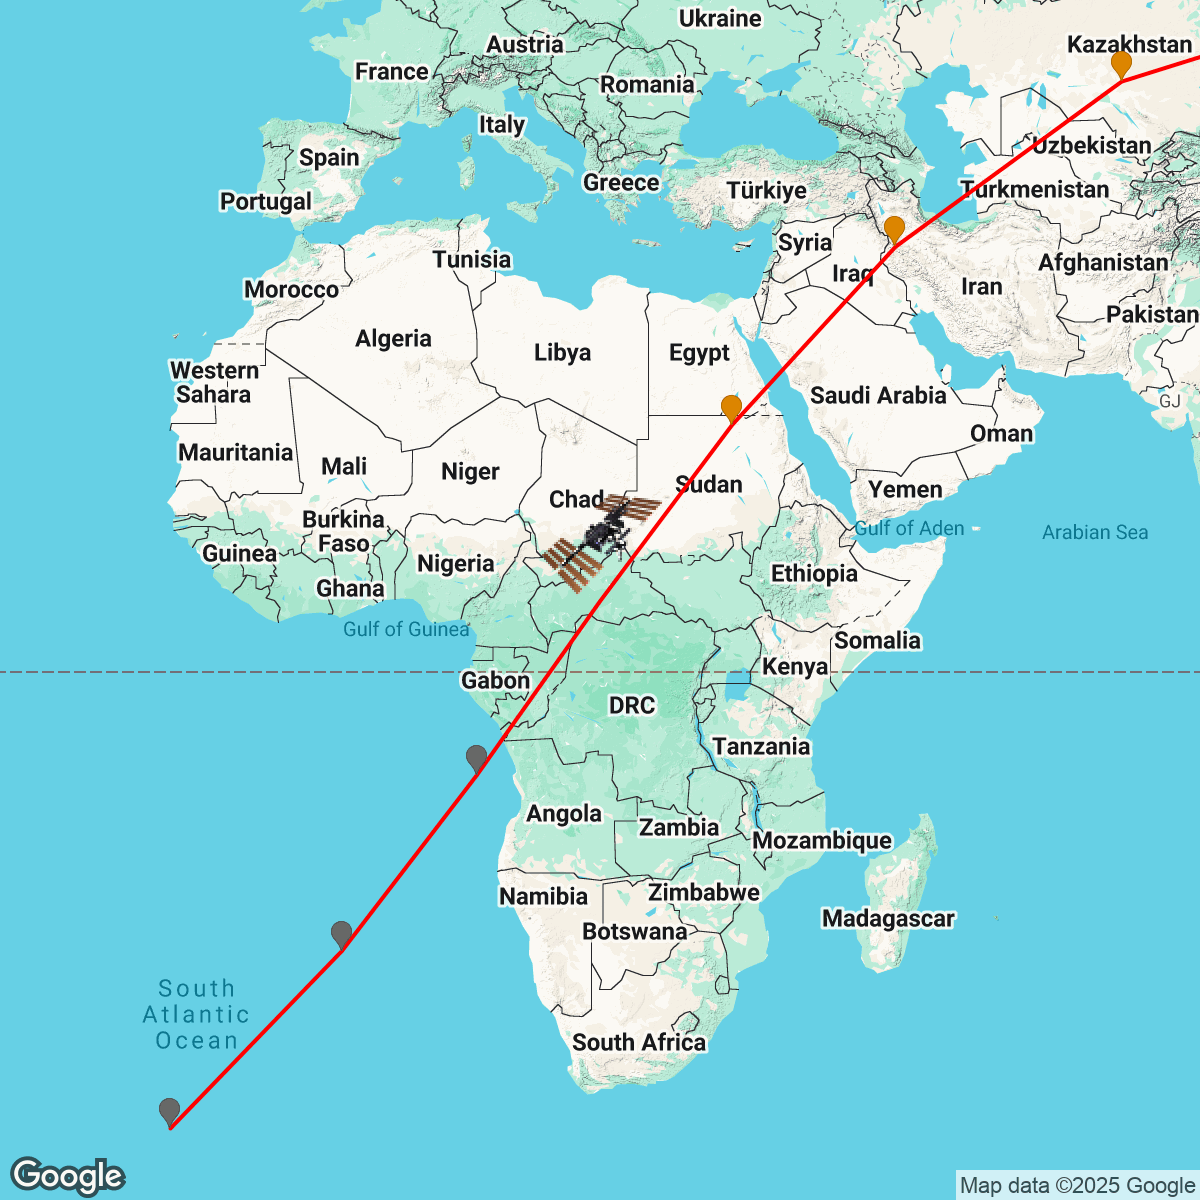 Ukraine
Kazakhstan
Austria
France
Romania
Italy
Uzbekistan
Spain
Greece
Türkiye
Turkmenistan
Portugal
Syria
Tunisia
Afghanistan
Iraq
Morocco
Iran
Pakistan
Algeria
Libya
Egypt
Western
Sahara
Saudi Arabia
GJ
Oman
Mauritania
Mali
Niger
Sudan
Yemen
Chad
Burkina
Faso
Gulf of Aden
Arabian Sea
Guinea
Nigeria
Ethiopia
Ghana
Gulf of Guinea
Somalia
Kenya
Gabon
DRC
Tanzania
Angola
Zambia
Mozambique
Namibia
Zimbabwe
Madagascar
Botswana
South
Atlantic
Ocean
South Africa
Google
Map data ©2025 Google